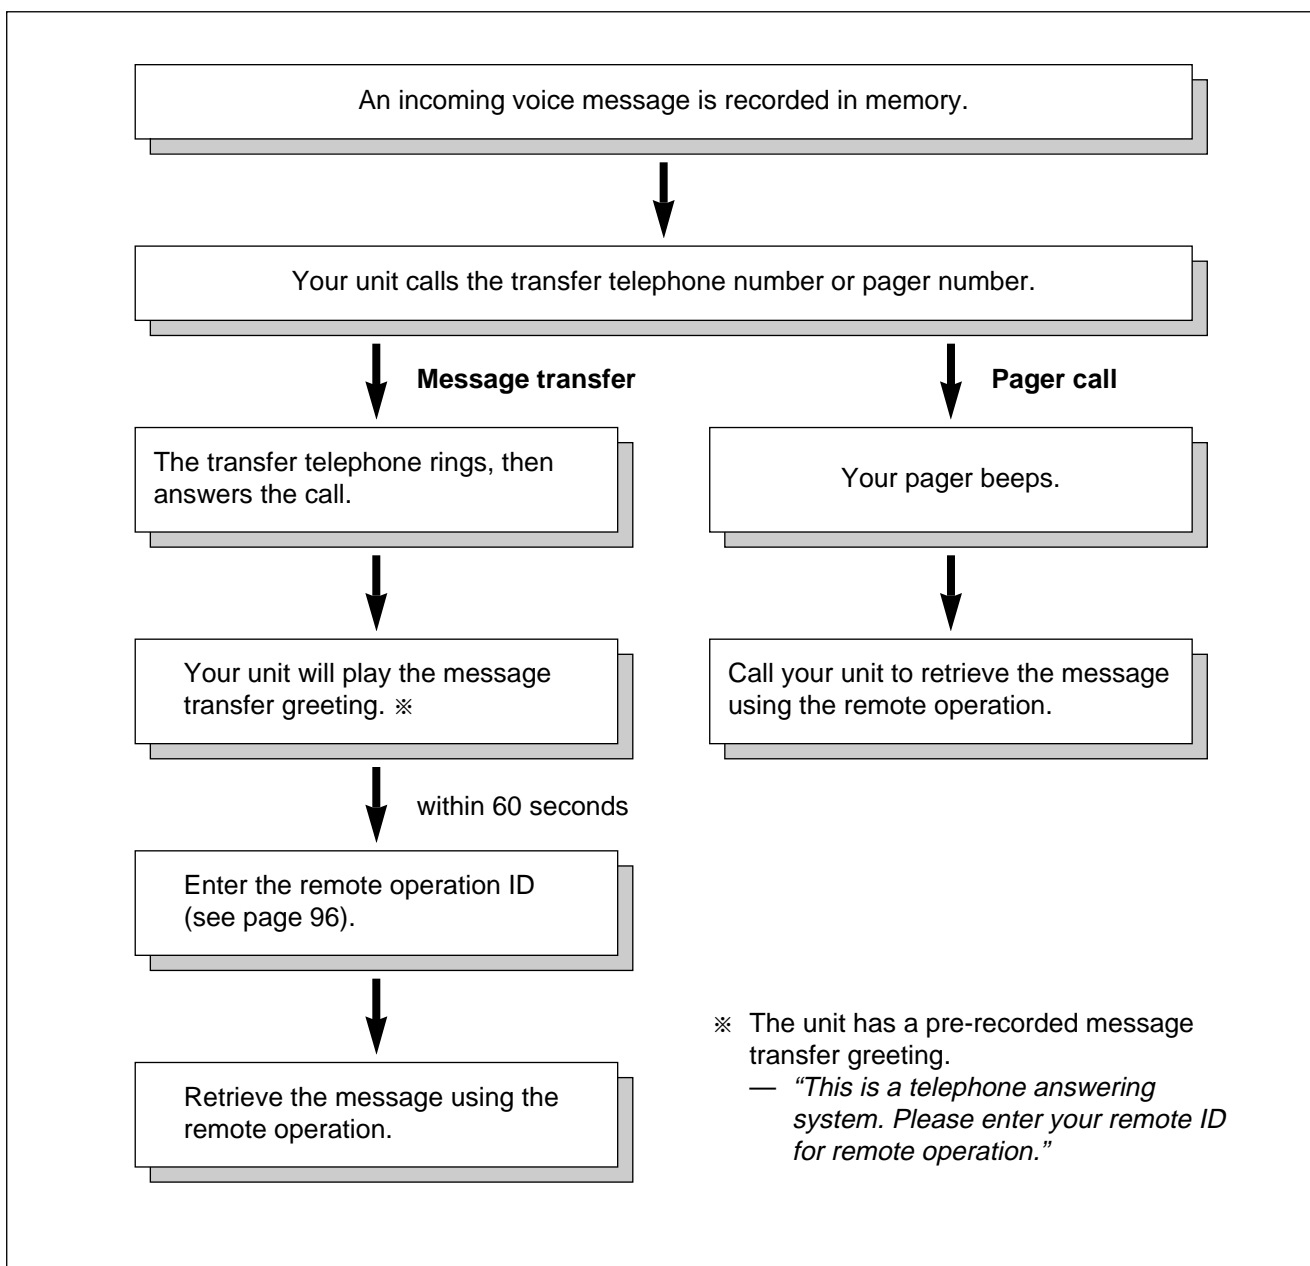 An incoming voice message is recorded in memory.
Your unit calls the transfer telephone number or pager number.
Message transfer
The transfer telephone rings, then
answers the call.
Your unit will play the message
transfer greeting. ※
within 60 seconds
Enter the remote operation ID
(see page 96).
Retrieve the message using the
remote operation.
Pager call
Your pager beeps.
Call your unit to retrieve the message
using the remote operation.
※ The unit has a pre-recorded message
transfer greeting.
— “This is a telephone answering
system. Please enter your remote ID
for remote operation.”